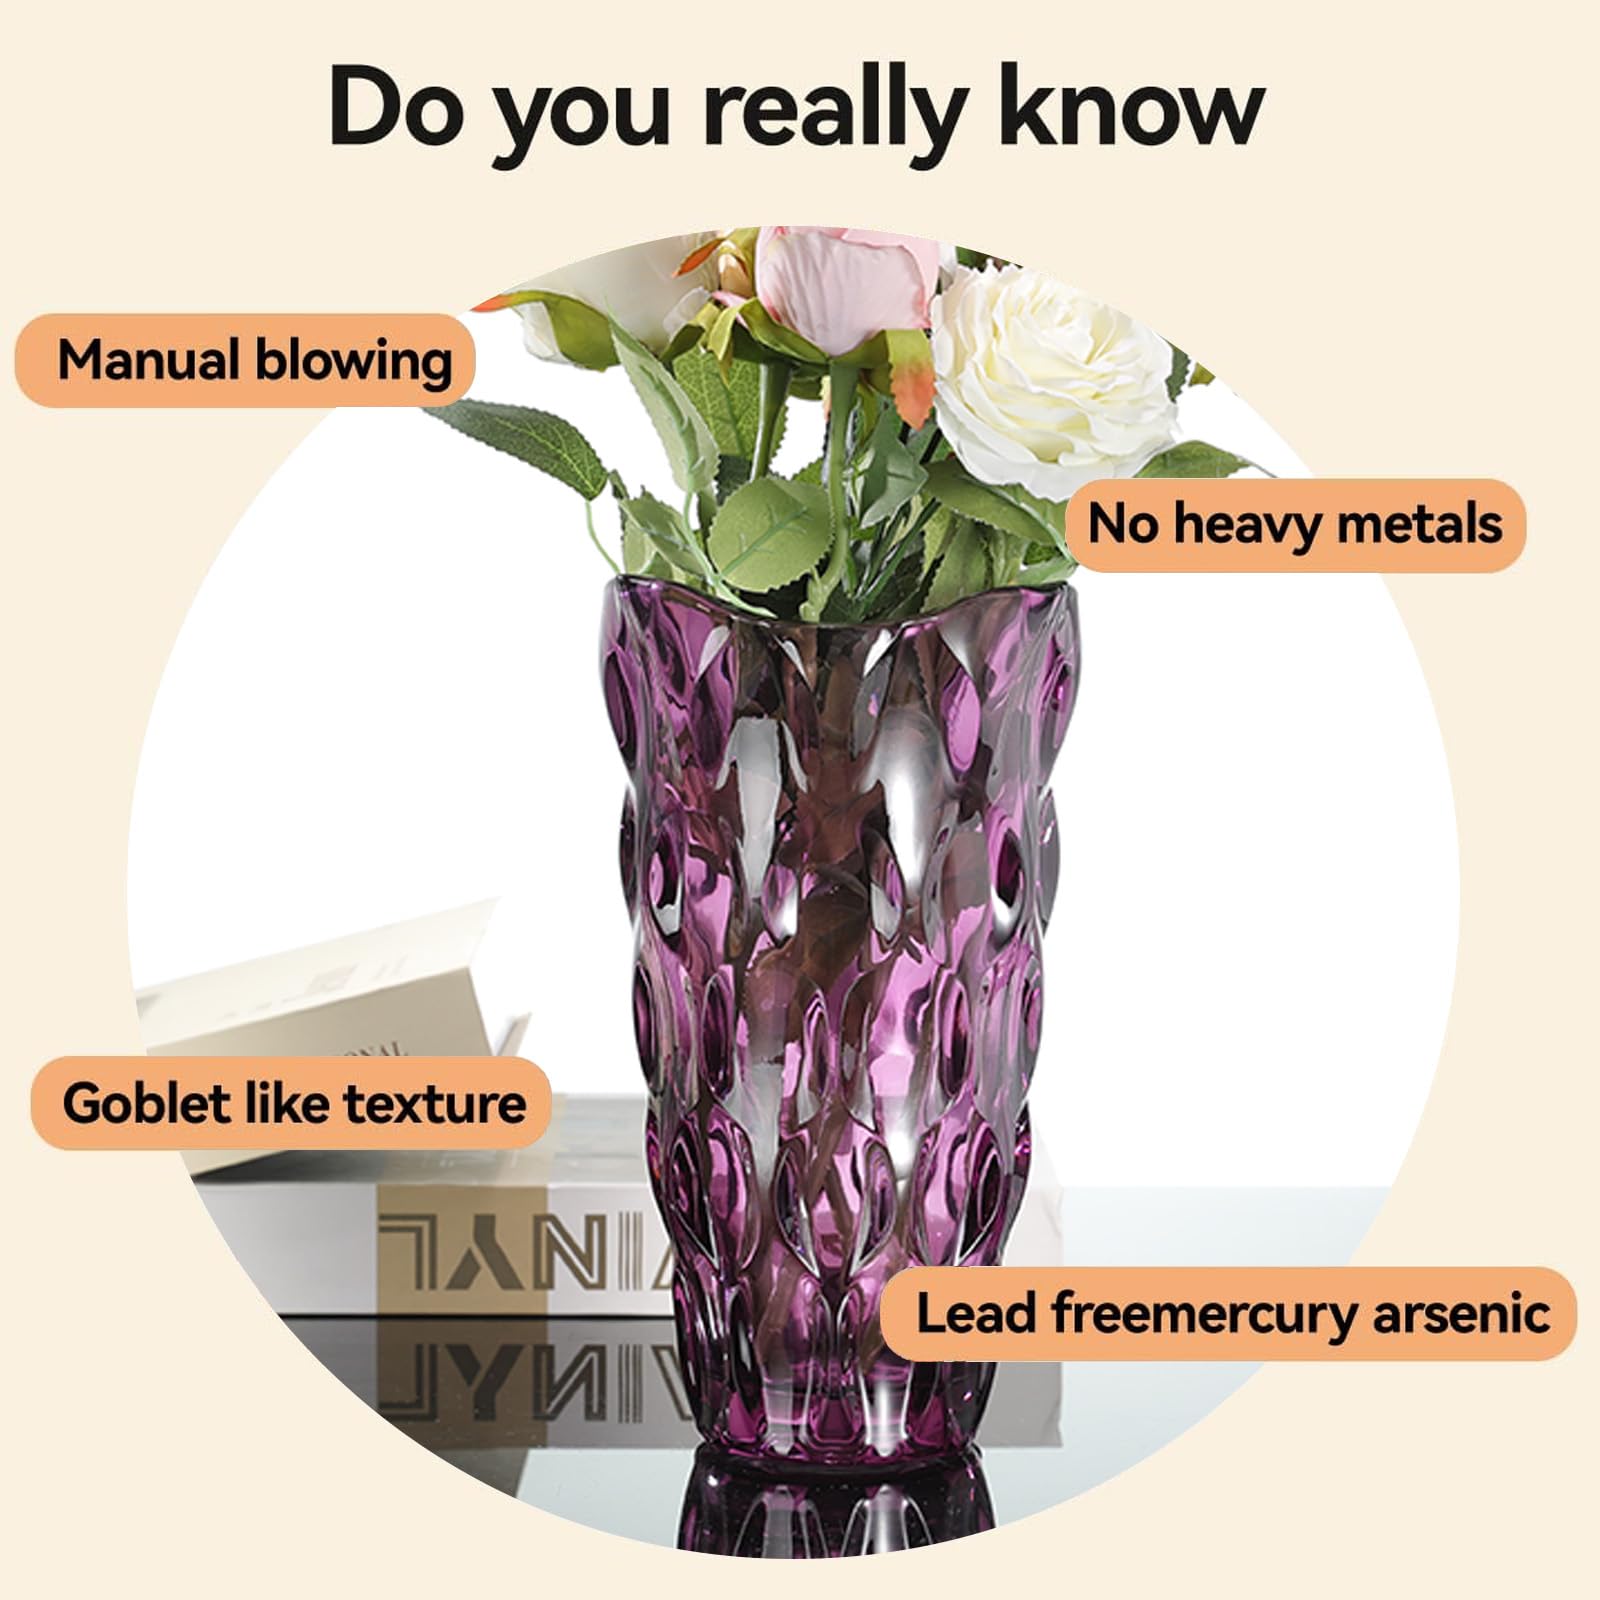 Do you really know
Manual blowing
No heavy metals
Goblet like texture
Lead freemercury arsenic